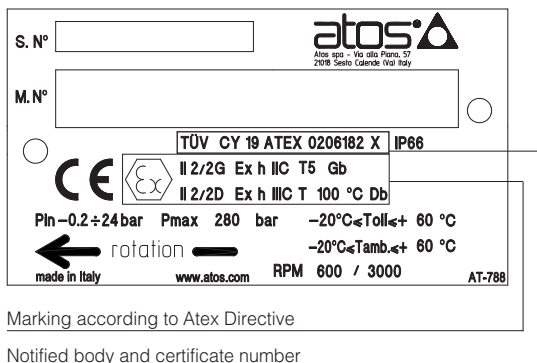 S. Nº
atos
Atos spa - Via alla Piana, 57
21018 Sesto Calende (Va) Italy
M. Nº
TÜV CY 19 ATEX 0206182 X IP66
CE Ex II 2/2G Ex h IIC T5 Gb
II 2/2D Ex h IIIC T 100 °C Db
PIn -0.2÷24 bar Pmax 280 bar -20°C≤Toil≤+ 60 °C
rotation -20°C≤Tamb.≤+ 60 °C
made in Italy www.atos.com RPM 600 / 3000 AT-788
Marking according to Atex Directive
Notified body and certificate number